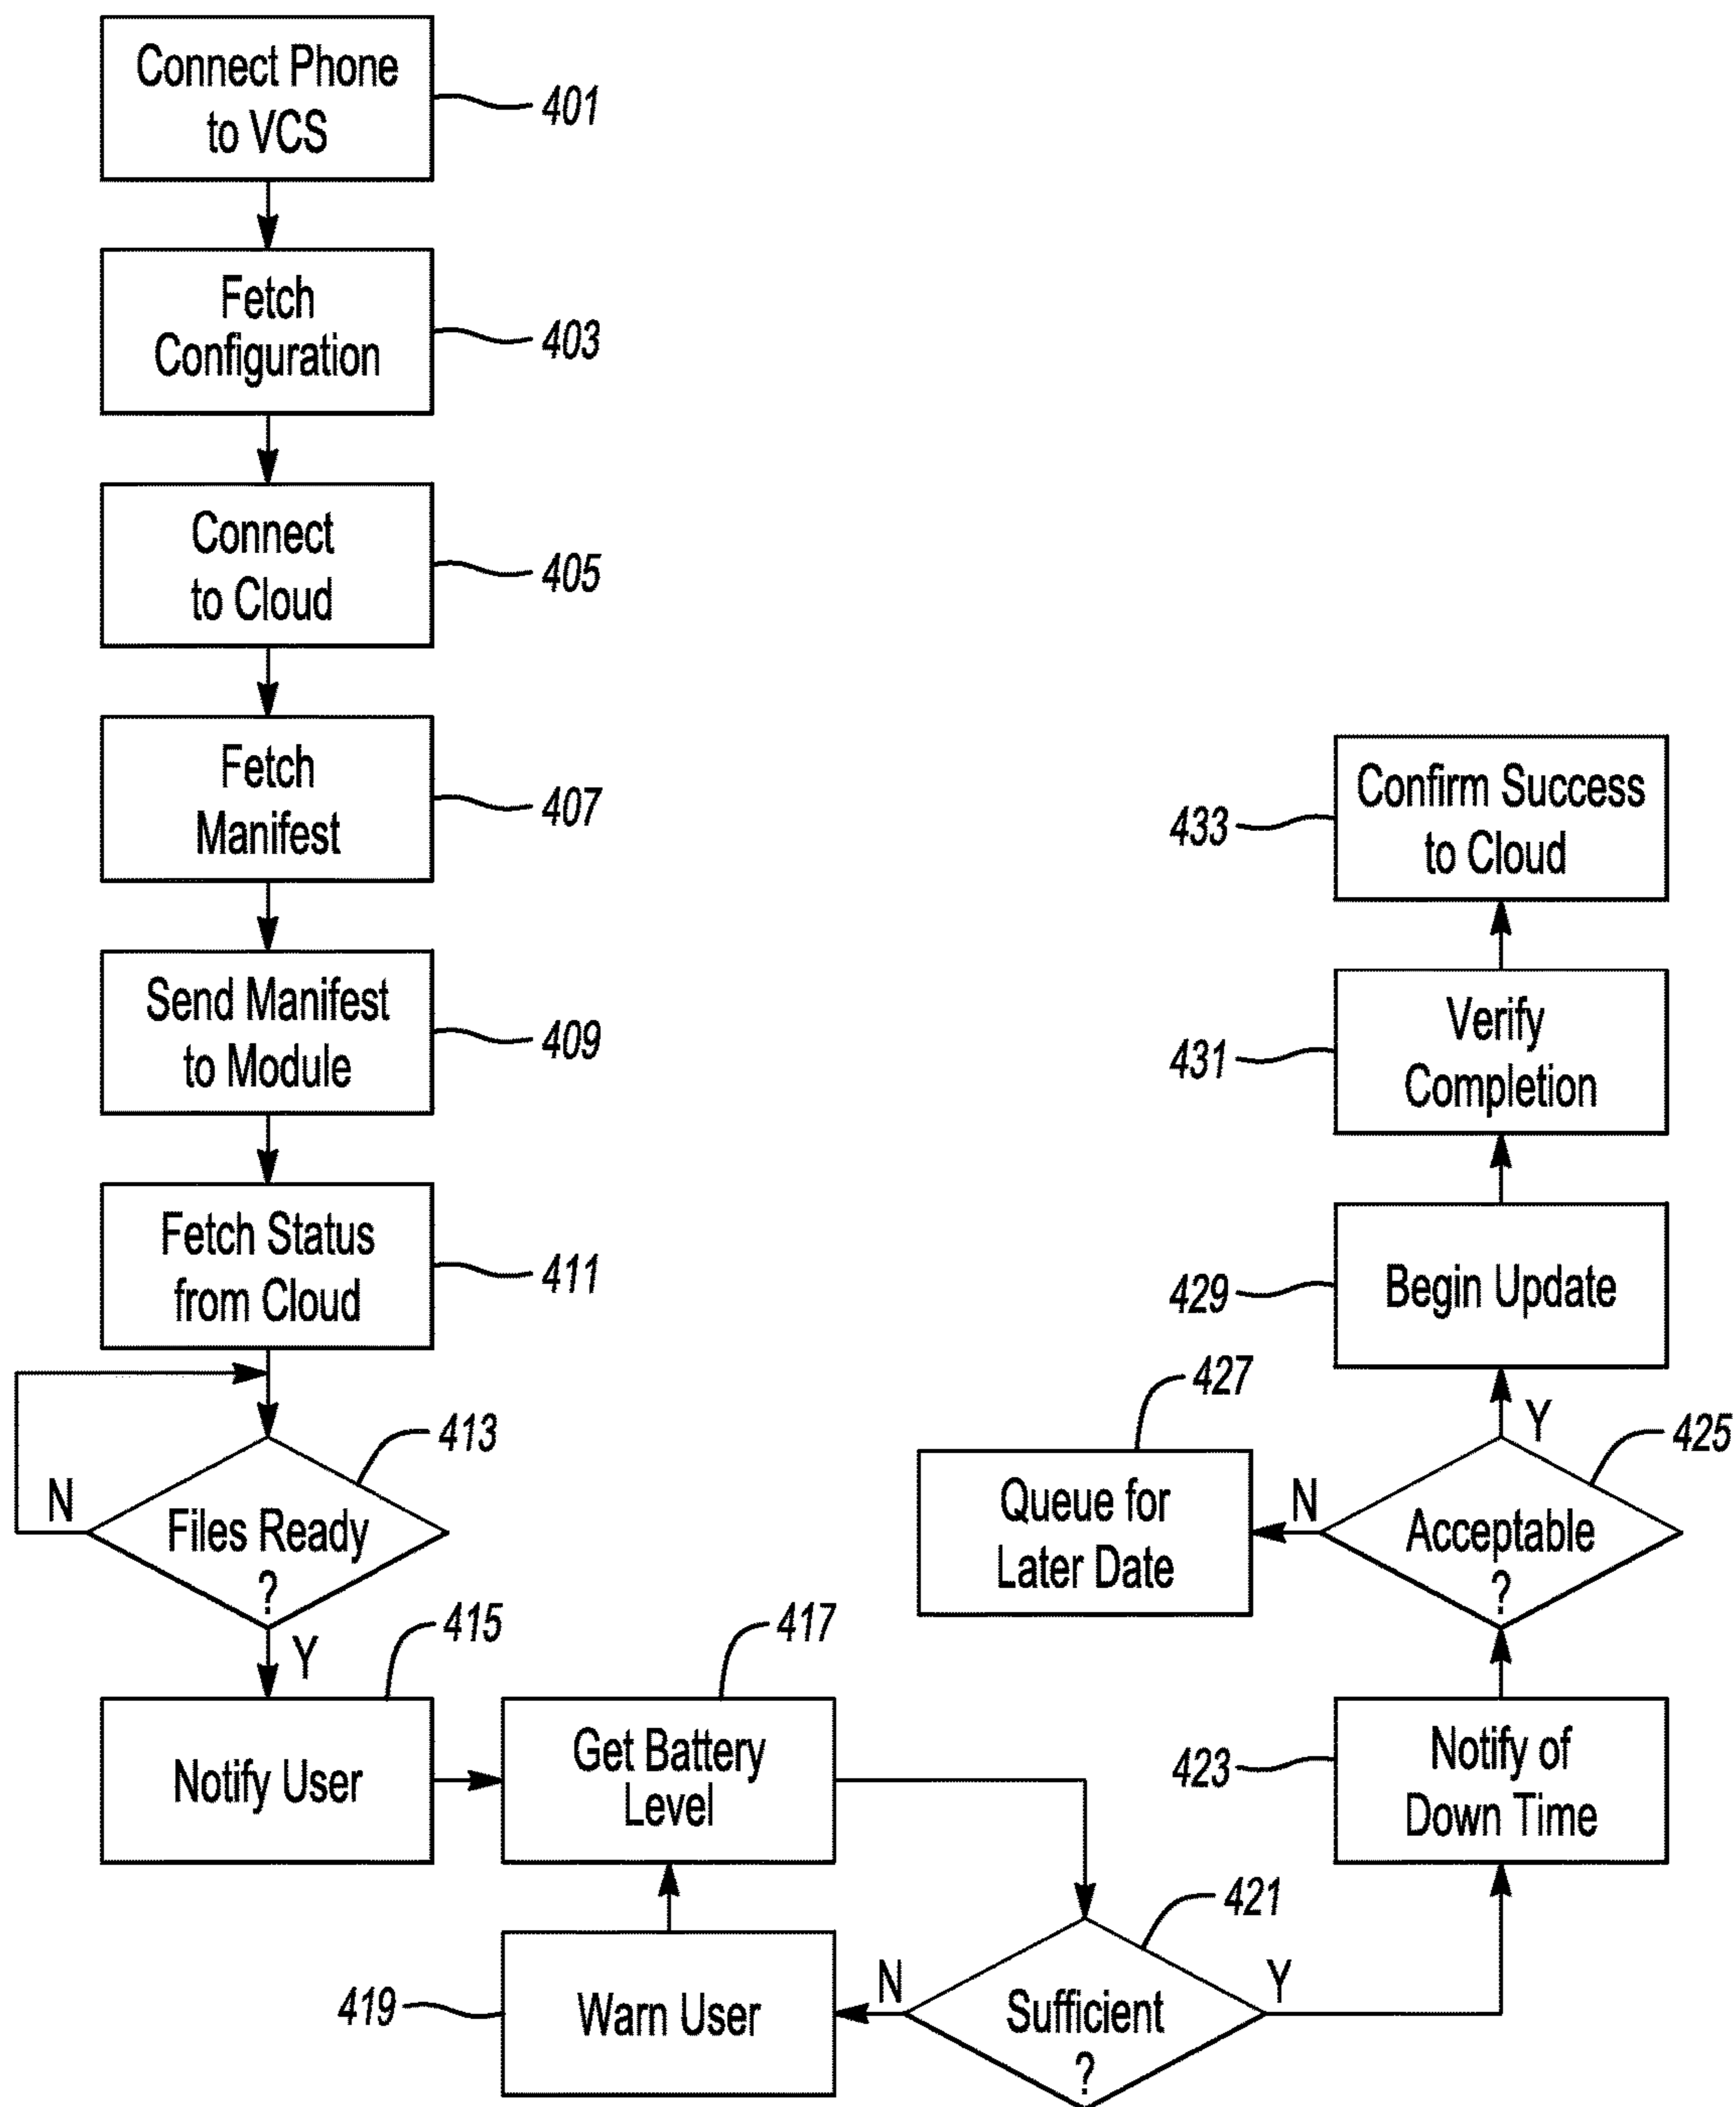 Connect Phone
to VCS
401
Fetch
Configuration
403
Connect
to Cloud
405
Fetch
Manifest
407
Send Manifest
to Module
409
Fetch Status
from Cloud
411
413
N
Files Ready
?
Y
415
Notify User
417
Get Battery
Level
419
Warn User
421
N
Sufficient
?
Y
423
Notify of
Down Time
425
Y
N
Acceptable
?
427
Queue for
Later Date
429
Begin Update
431
Verify
Completion
433
Confirm Success
to Cloud